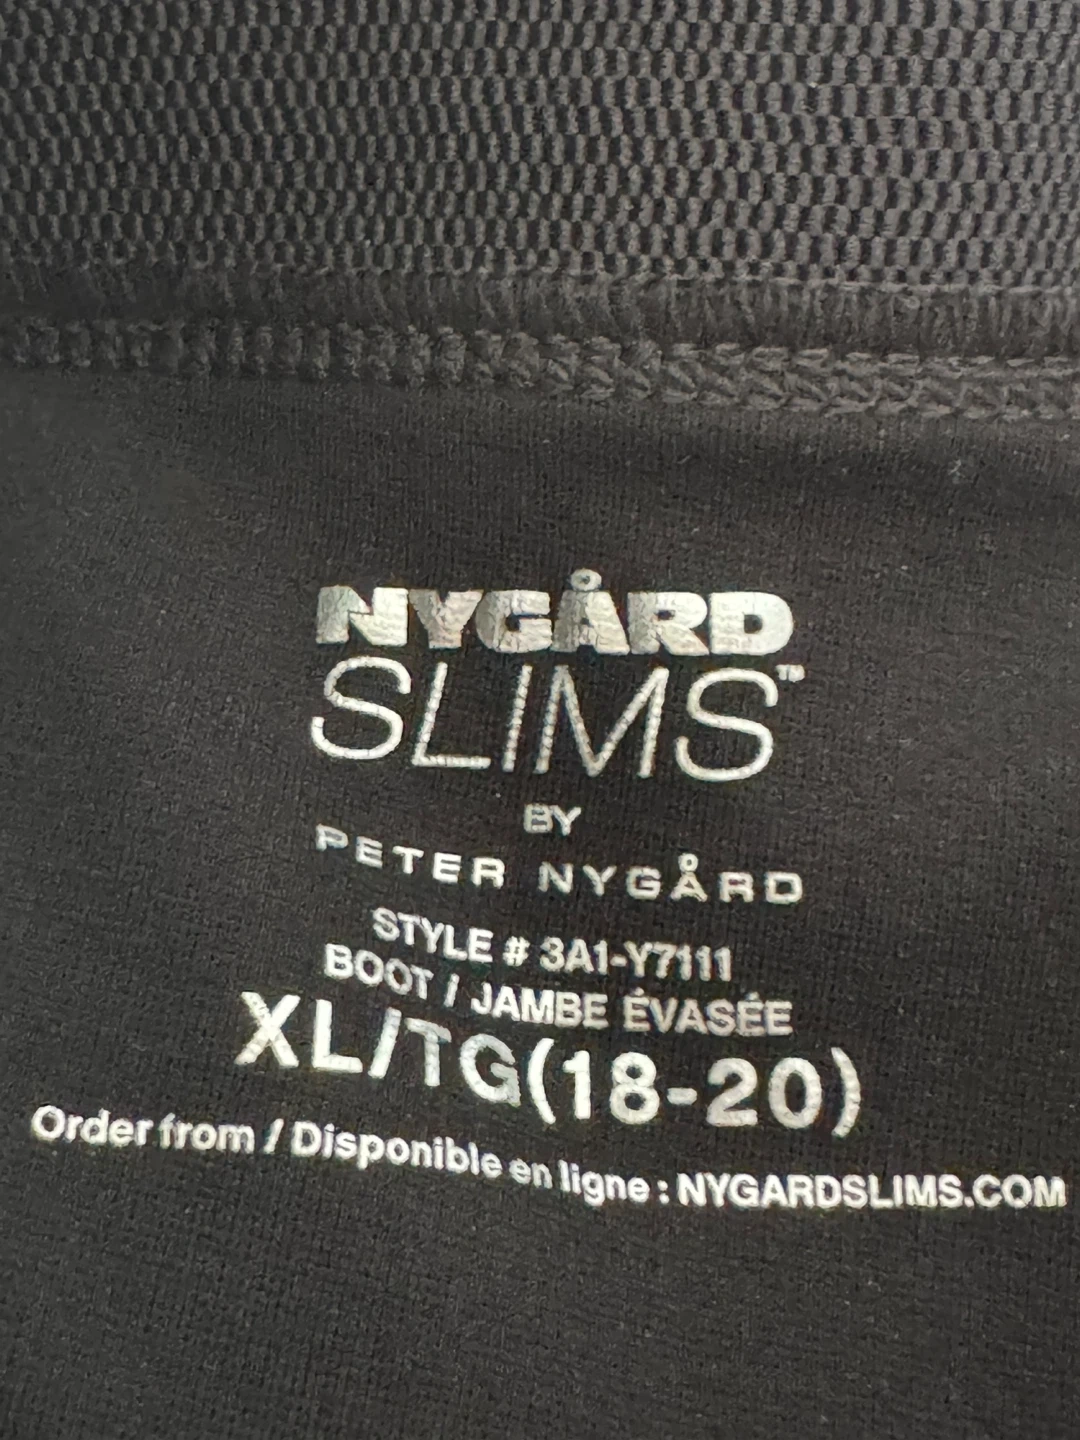 NYGÅRD
SLIMS™
BY
PETER NYGÅRD
STYLE # 3A1-Y7111
BOOT / JAMBE ÉVASÉE
XL/TG(18-20)
Order from / Disponible en ligne : NYGARDSLIMS.COM